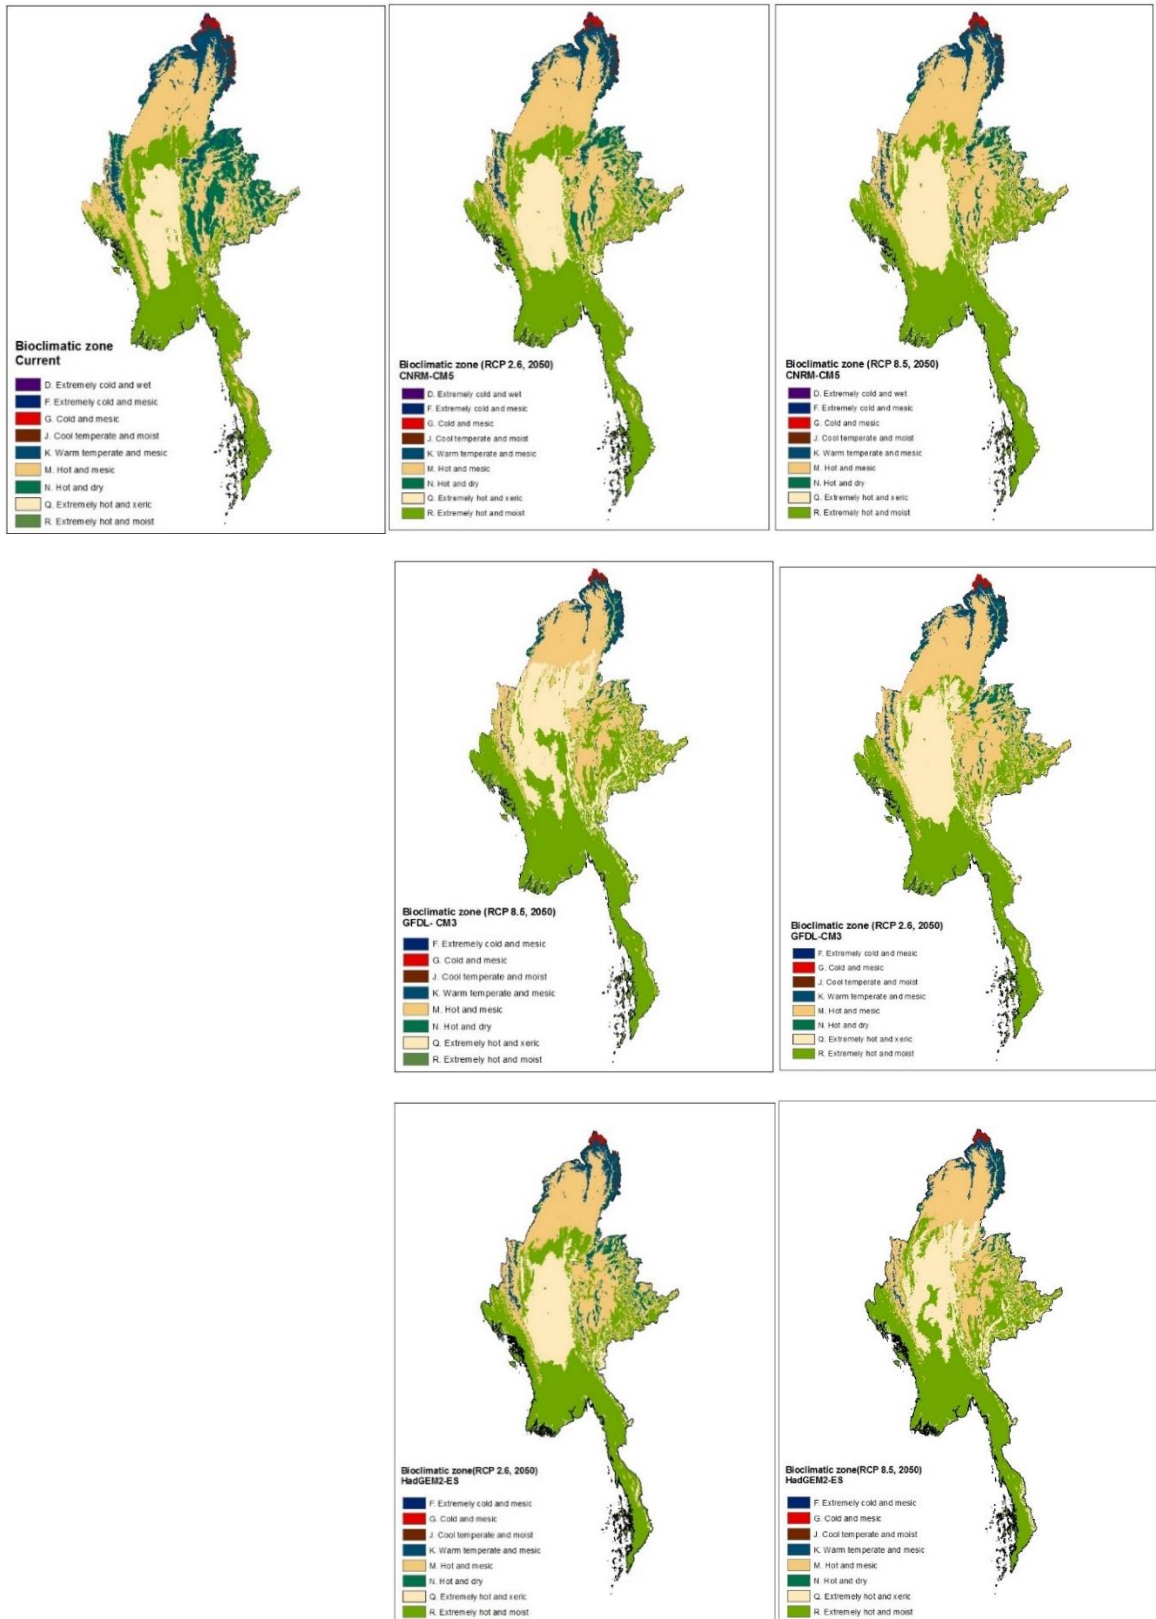 Bioclimatic zone
Current
D. Extremely cold and wet
F. Extremely cold and mesic
G. Cold and mesic
J. Cool temperate and moist
K. Warm temperate and mesic
M. Hot and mesic
N. Hot and dry
Q. Extremely hot and xeric
R. Extremely hot and moist
Bioclimatic zone (RCP 2.6, 2050)
CNRM-CM5
D. Extremely cold and wet
F. Extremely cold and mesic
G. Cold and mesic
J. Cool temperate and moist
K. Warm temperate and mesic
M. Hot and mesic
N. Hot and dry
Q. Extremely hot and xeric
R. Extremely hot and moist
Bioclimatic zone (RCP 8.5, 2050)
CNRM-CM5
D. Extremely cold and wet
F. Extremely cold and mesic
G. Cold and mesic
J. Cool temperate and moist
K. Warm temperate and mesic
M. Hot and mesic
N. Hot and dry
Q. Extremely hot and xeric
R. Extremely hot and moist
Bioclimatic zone (RCP 8.5, 2050)
GFDL- CM3
F. Extremely cold and mesic
G. Cold and mesic
J. Cool temperate and moist
K. Warm temperate and mesic
M. Hot and mesic
N. Hot and dry
Q. Extremely hot and xeric
R. Extremely hot and moist
Bioclimatic zone (RCP 2.6, 2050)
GFDL-CM3
F. Extremely cold and mesic
G. Cold and mesic
J. Cool temperate and moist
K. Warm temperate and mesic
M. Hot and mesic
N. Hot and dry
Q. Extremely hot and xeric
R. Extremely hot and moist
Bioclimatic zone(RCP 2.6, 2050)
HadGEM2-ES
F. Extremely cold and mesic
G. Cold and mesic
J. Cool temperate and moist
K. Warm temperate and mesic
M. Hot and mesic
N. Hot and dry
Q. Extremely hot and xeric
R. Extremely hot and moist
Bioclimatic zone(RCP 8.5, 2050)
HadGEM2-ES
F. Extremely cold and mesic
G. Cold and mesic
J. Cool temperate and moist
K. Warm temperate and mesic
M. Hot and mesic
N. Hot and dry
Q. Extremely hot and xeric
R. Extremely hot and moist